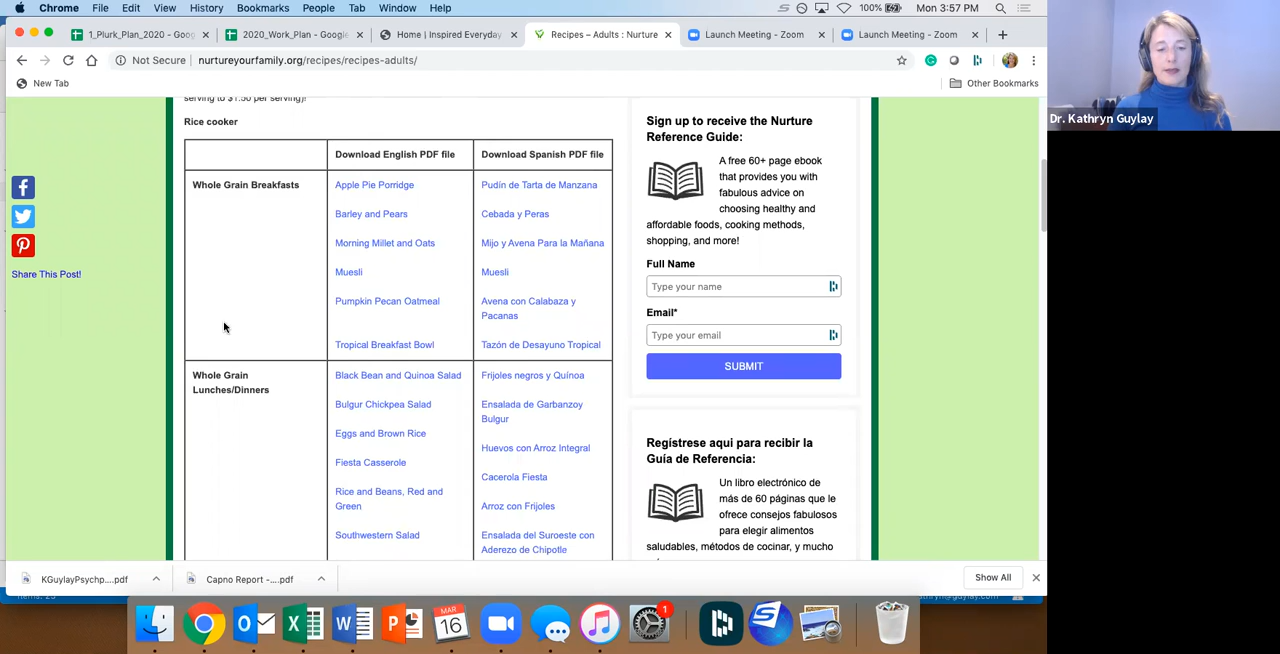 Chrome File Edit View History Bookmarks People Tab Window Help 100% Mon 3:57 PM
1_Plurk_Plan_2020 - Goog 2020_Work_Plan - Google Home | Inspired Everyday Recipes – Adults : Nurture Launch Meeting - Zoom Launch Meeting - Zoom
Not Secure nurtureyourfamily.org/recipes/recipes-adults/
New Tab Other Bookmarks
Dr. Kathryn Guylay
serving to $1.50 per serving)!
Rice cooker
Download English PDF file Download Spanish PDF file
Whole Grain Breakfasts
Apple Pie Porridge Pudín de Tarta de Manzana
Barley and Pears Cebada y Peras
Morning Millet and Oats Mijo y Avena Para la Mañana
Muesli Muesli
Pumpkin Pecan Oatmeal Avena con Calabaza y
Pacanas
Tropical Breakfast Bowl Tazón de Desayuno Tropical
Whole Grain
Lunches/Dinners
Black Bean and Quinoa Salad Frijoles negros y Quínoa
Bulgur Chickpea Salad Ensalada de Garbanzoy
Bulgor
Eggs and Brown Rice Huevos con Arroz Integral
Fiesta Casserole Cacerola Fiesta
Rice and Beans, Red and
Green
Arroz con Frijoles
Southwestern Salad Ensalada del Suroeste con
Aderezo de Chipotle
Share This Post!
Sign up to receive the Nurture
Reference Guide:
A free 60+ page ebook
that provides you with
fabulous advice on
choosing healthy and
affordable foods, cooking methods,
shopping, and more!
Full Name
Type your name
Email*
Type your email
SUBMIT
Regístrese aquí para recibir la
Guía de Referencia:
Un libro electrónico de
más de 60 páginas que le
ofrece consejos fabulosos
para elegir alimentos
saludables, métodos de cocinar, y mucho
KGuylayPsychp....pdf Capno Report -....pdf Show All
MAR
16
1